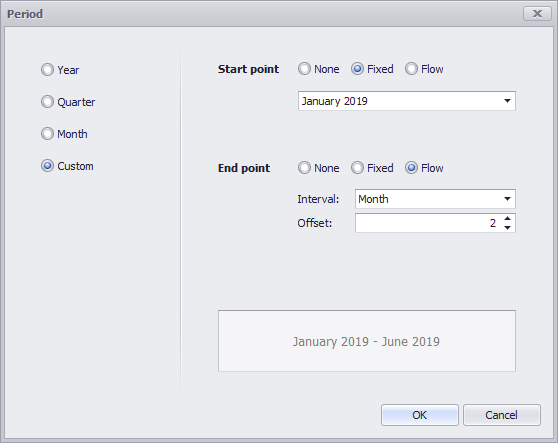 Period
Year
Quarter
Month
Custom
Start point None Fixed Flow
January 2019
End point None Fixed Flow
Interval: Month
Offset: 2
January 2019 - June 2019
OK Cancel